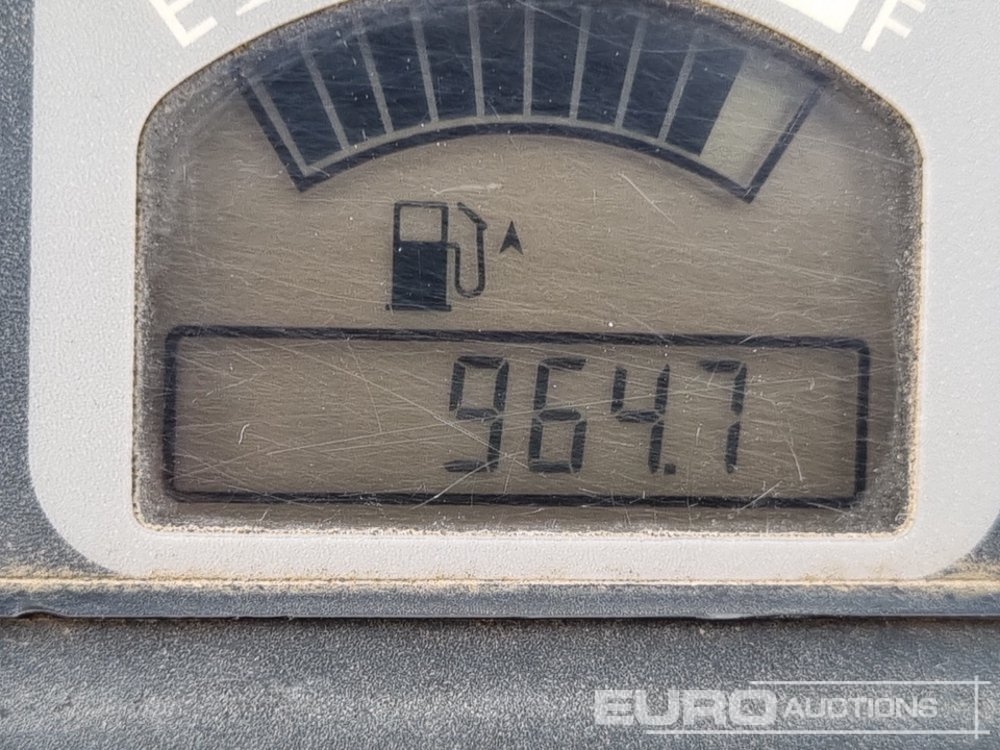 E F
964.7
EURO AUCTIONS